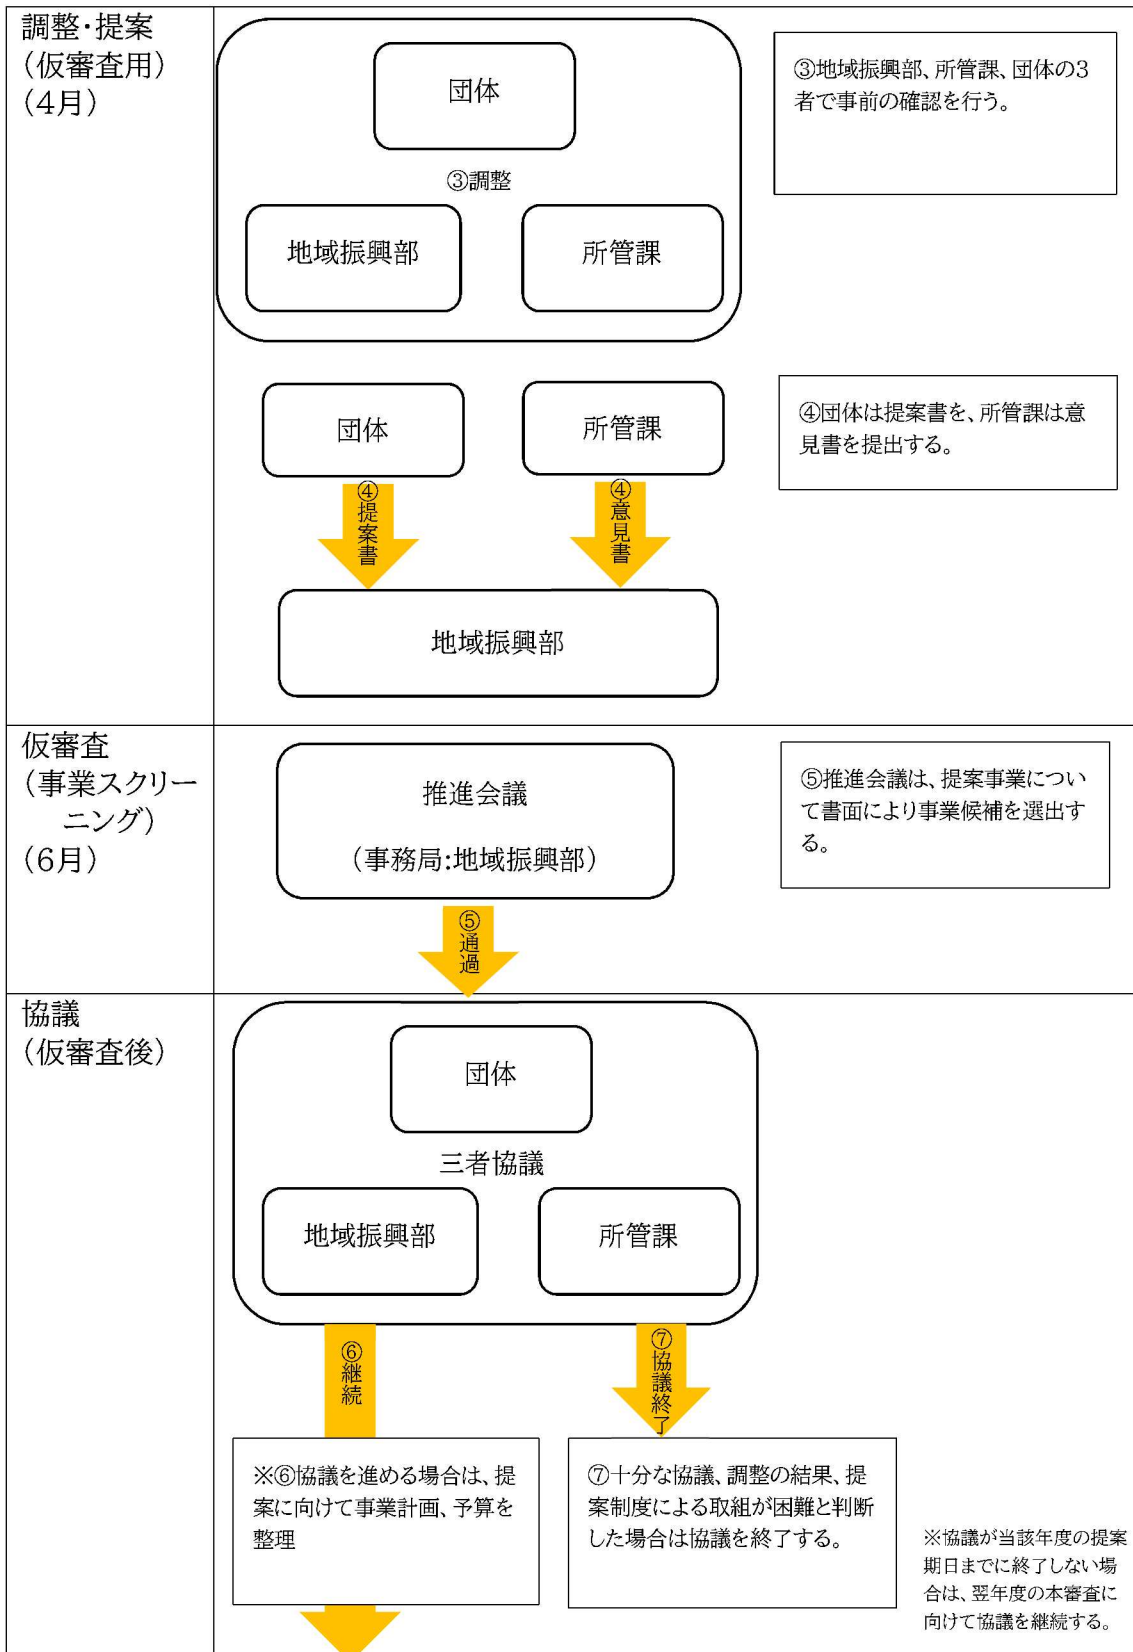 調整・提案
（仮審査用）
（4月）
団体
③調整
地域振興部
所管課
③地域振興部、所管課、団体の3
者で事前の確認を行う。
団体
所管課
④提案書
④意見書
地域振興部
④団体は提案書を、所管課は意
見書を提出する。
仮審査
（事業スクリー
ニング）
（6月）
推進会議
（事務局:地域振興部）
⑤通過
⑤推進会議は、提案事業につい
て書面により事業候補を選出す
る。
協議
（仮審査後）
団体
三者協議
地域振興部
所管課
⑥継続
⑦協議終了
※⑥協議を進める場合は、提
案に向けて事業計画、予算を
整理
⑦十分な協議、調整の結果、提
案制度による取組が困難と判断
した場合は協議を終了する。
※協議が当該年度の提案
期日までに終了しない場
合は、翌年度の本審査に
向けて協議を継続する。